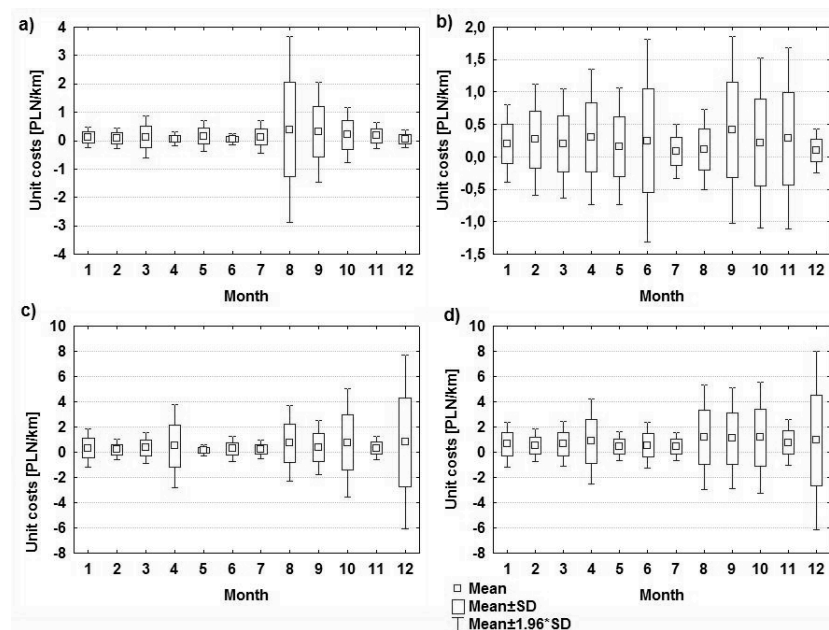 a)
Unit costs [PLN/km]
4
3
2
1
0
-1
-2
-3
-4
1 2 3 4 5 6 7 8 9 10 11 12
Month
b)
Unit costs [PLN/km]
2,0
1,5
1,0
0,5
0,0
-0,5
-1,0
-1,5
1 2 3 4 5 6 7 8 9 10 11 12
Month
c)
Unit costs [PLN/km]
10
8
6
4
2
0
-2
-4
-6
-8
1 2 3 4 5 6 7 8 9 10 11 12
Month
d)
Unit costs [PLN/km]
10
8
6
4
2
0
-2
-4
-6
-8
1 2 3 4 5 6 7 8 9 10 11 12
Month
Mean
Mean±SD
Mean±1.96*SD